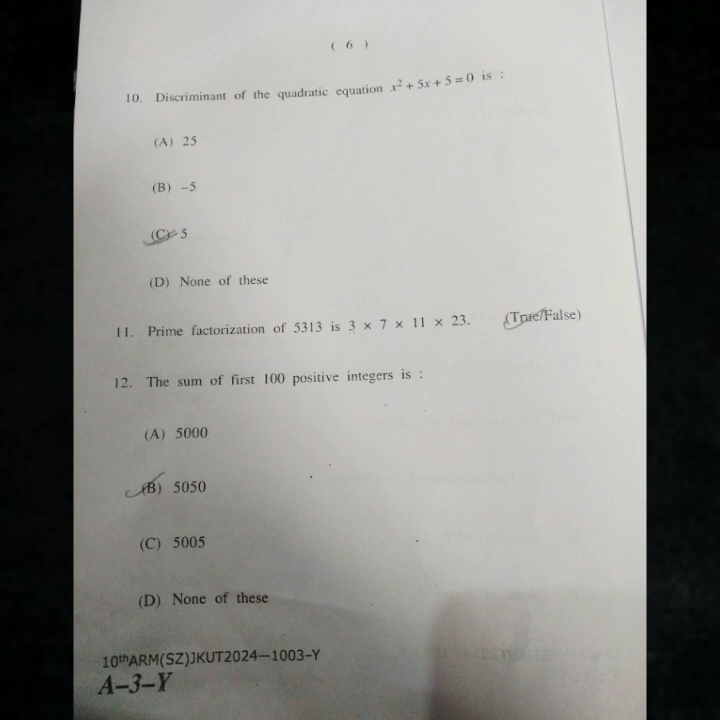 ( 6 )
10. Discriminant of the quadratic equation x² + 5x + 5 = 0 is :
(A) 25
(B) –5
(C) 5
(D) None of these
11. Prime factorization of 5313 is 3 × 7 × 11 × 23. (True/False)
12. The sum of first 100 positive integers is :
(A) 5000
(B) 5050
(C) 5005
(D) None of these
10thARM(SZ)JKUT2024—1003–Y
A–3–Y